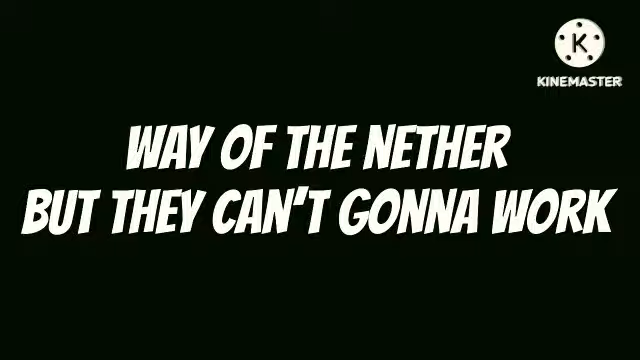 K
KINEMASTER
WAY OF THE NETHER
BUT THEY CAN'T GONNA WORK